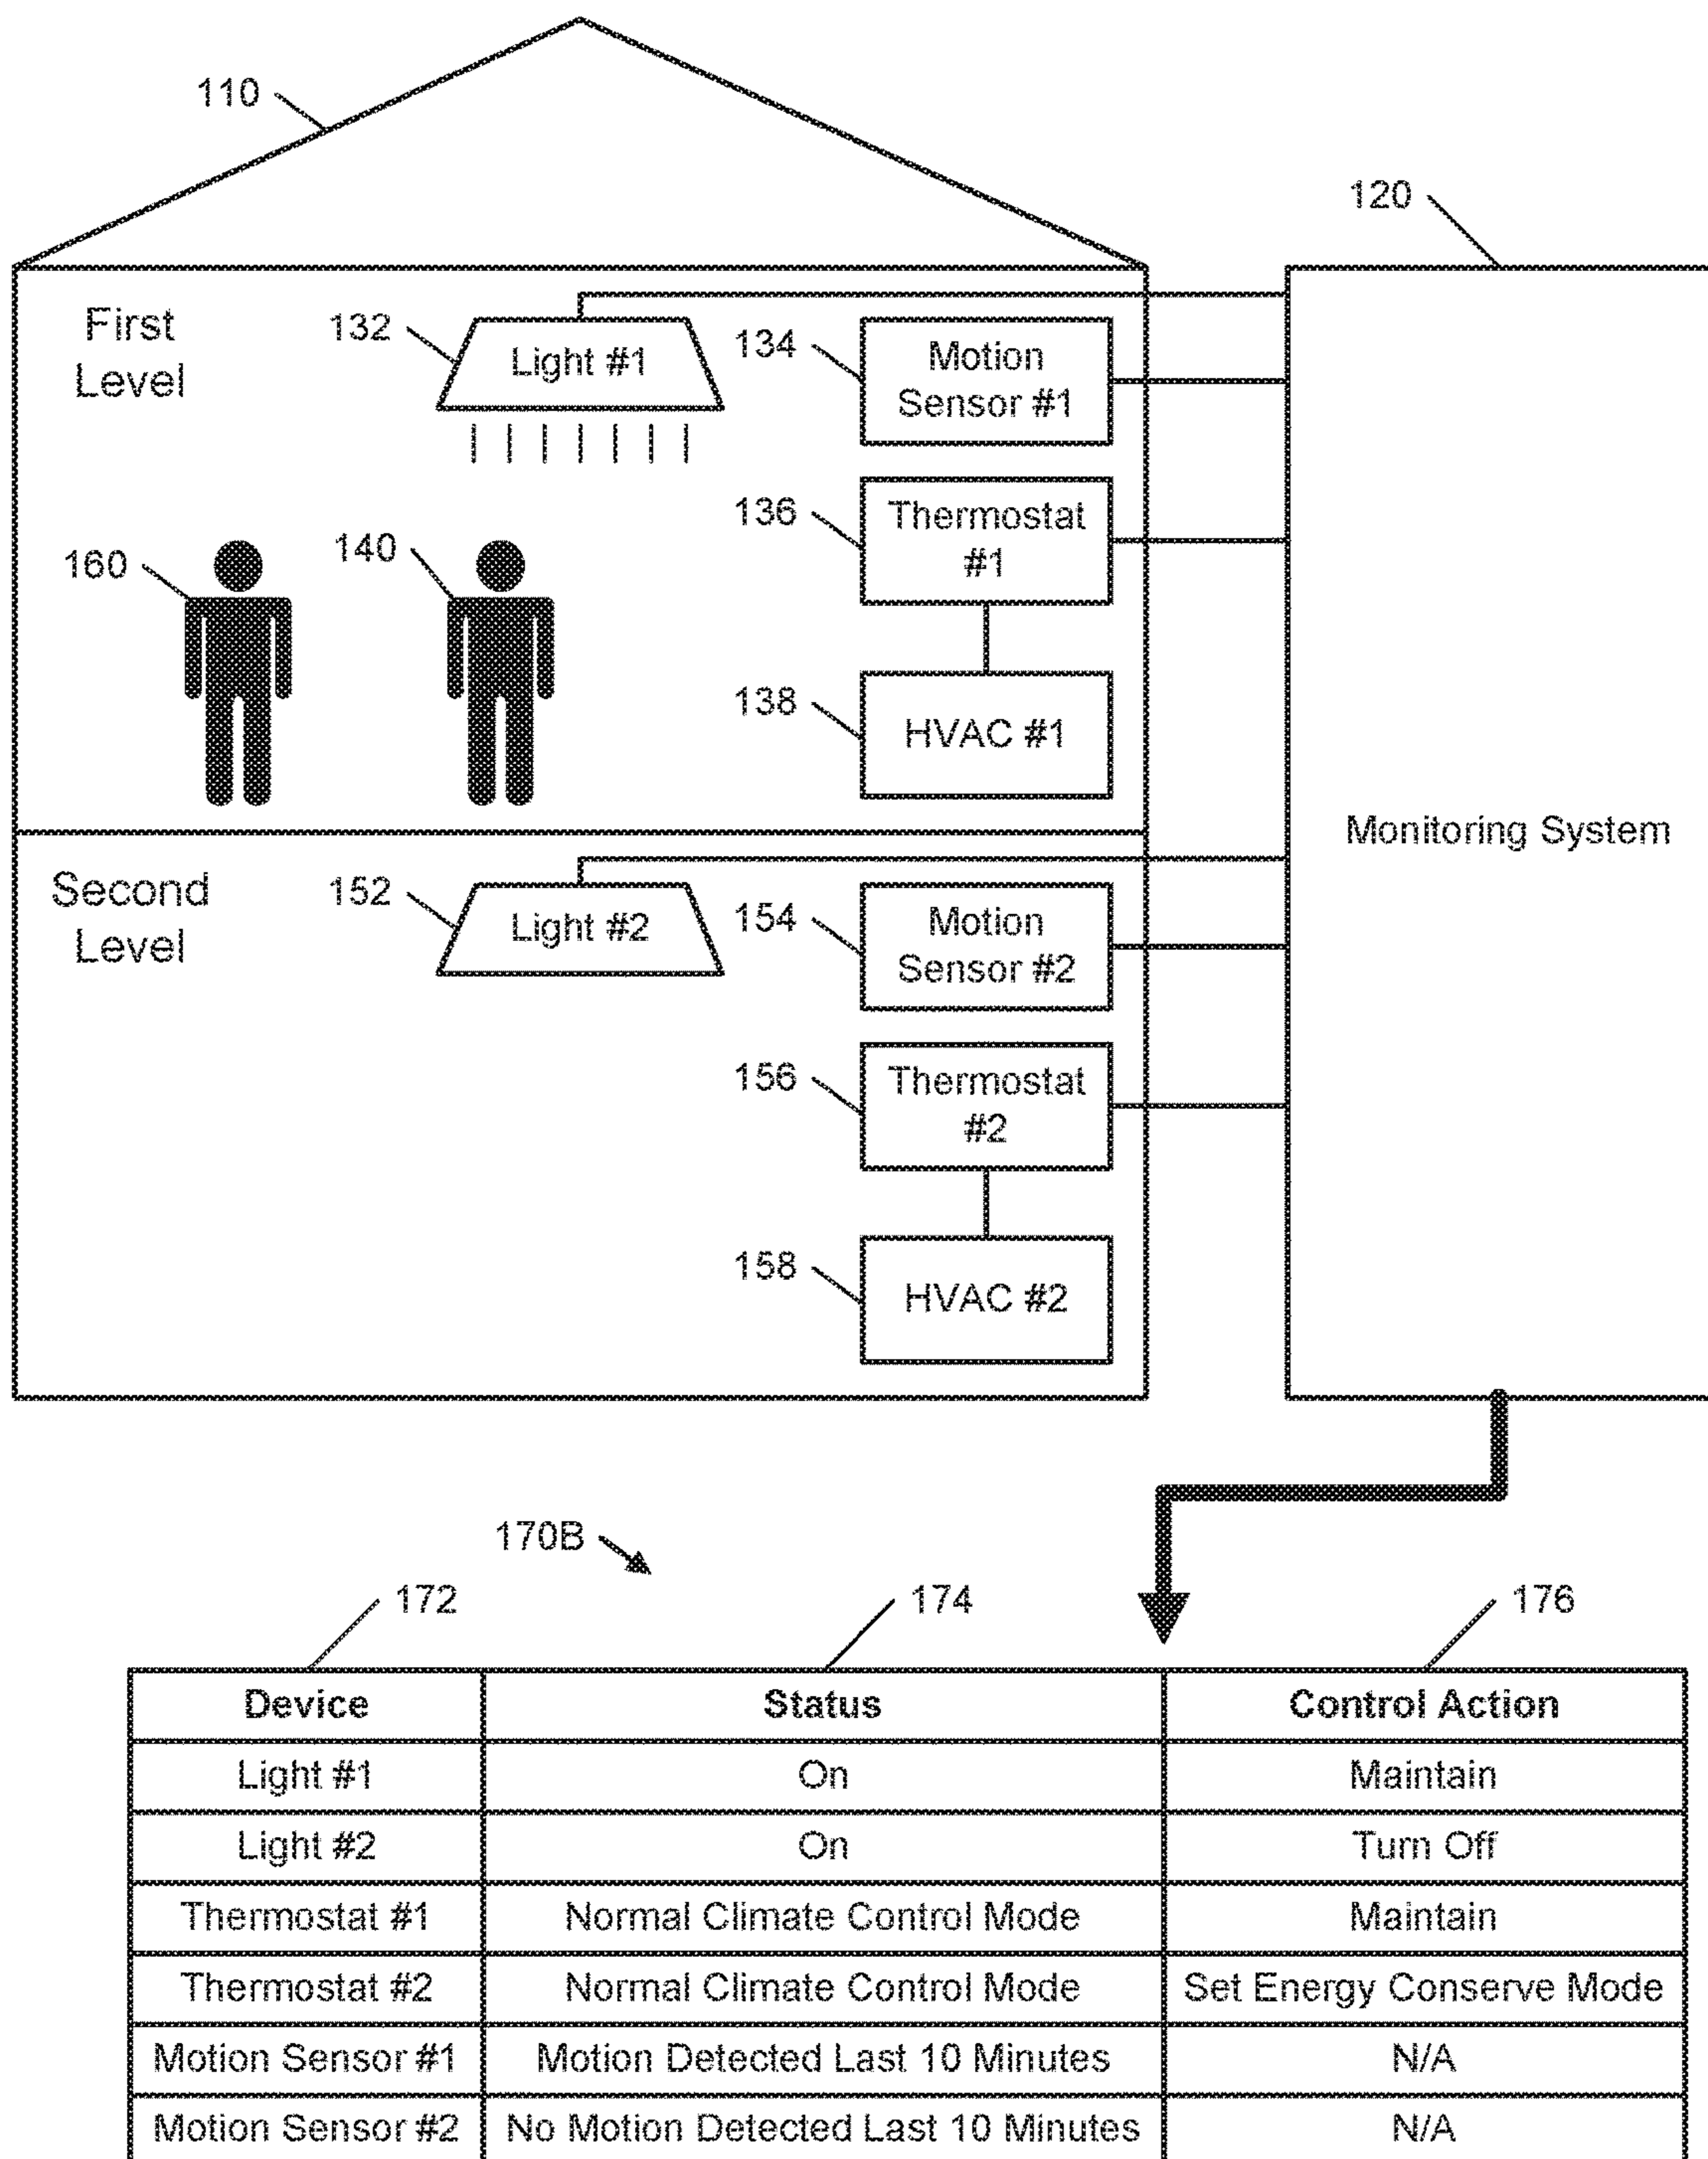 110
120
First
Level
132
Light #1
134
Motion
Sensor #1
136
Thermostat
#1
160
140
138
HVAC #1
Monitoring System
Second
Level
152
Light #2
154
Motion
Sensor #2
156
Thermostat
#2
158
HVAC #2
170B
172
174
176
Device Status Control Action
Light #1 On Maintain
Light #2 On Turn Off
Thermostat #1 Normal Climate Control Mode Maintain
Thermostat #2 Normal Climate Control Mode Set Energy Conserve Mode
Motion Sensor #1 Motion Detected Last 10 Minutes N/A
Motion Sensor #2 No Motion Detected Last 10 Minutes N/A